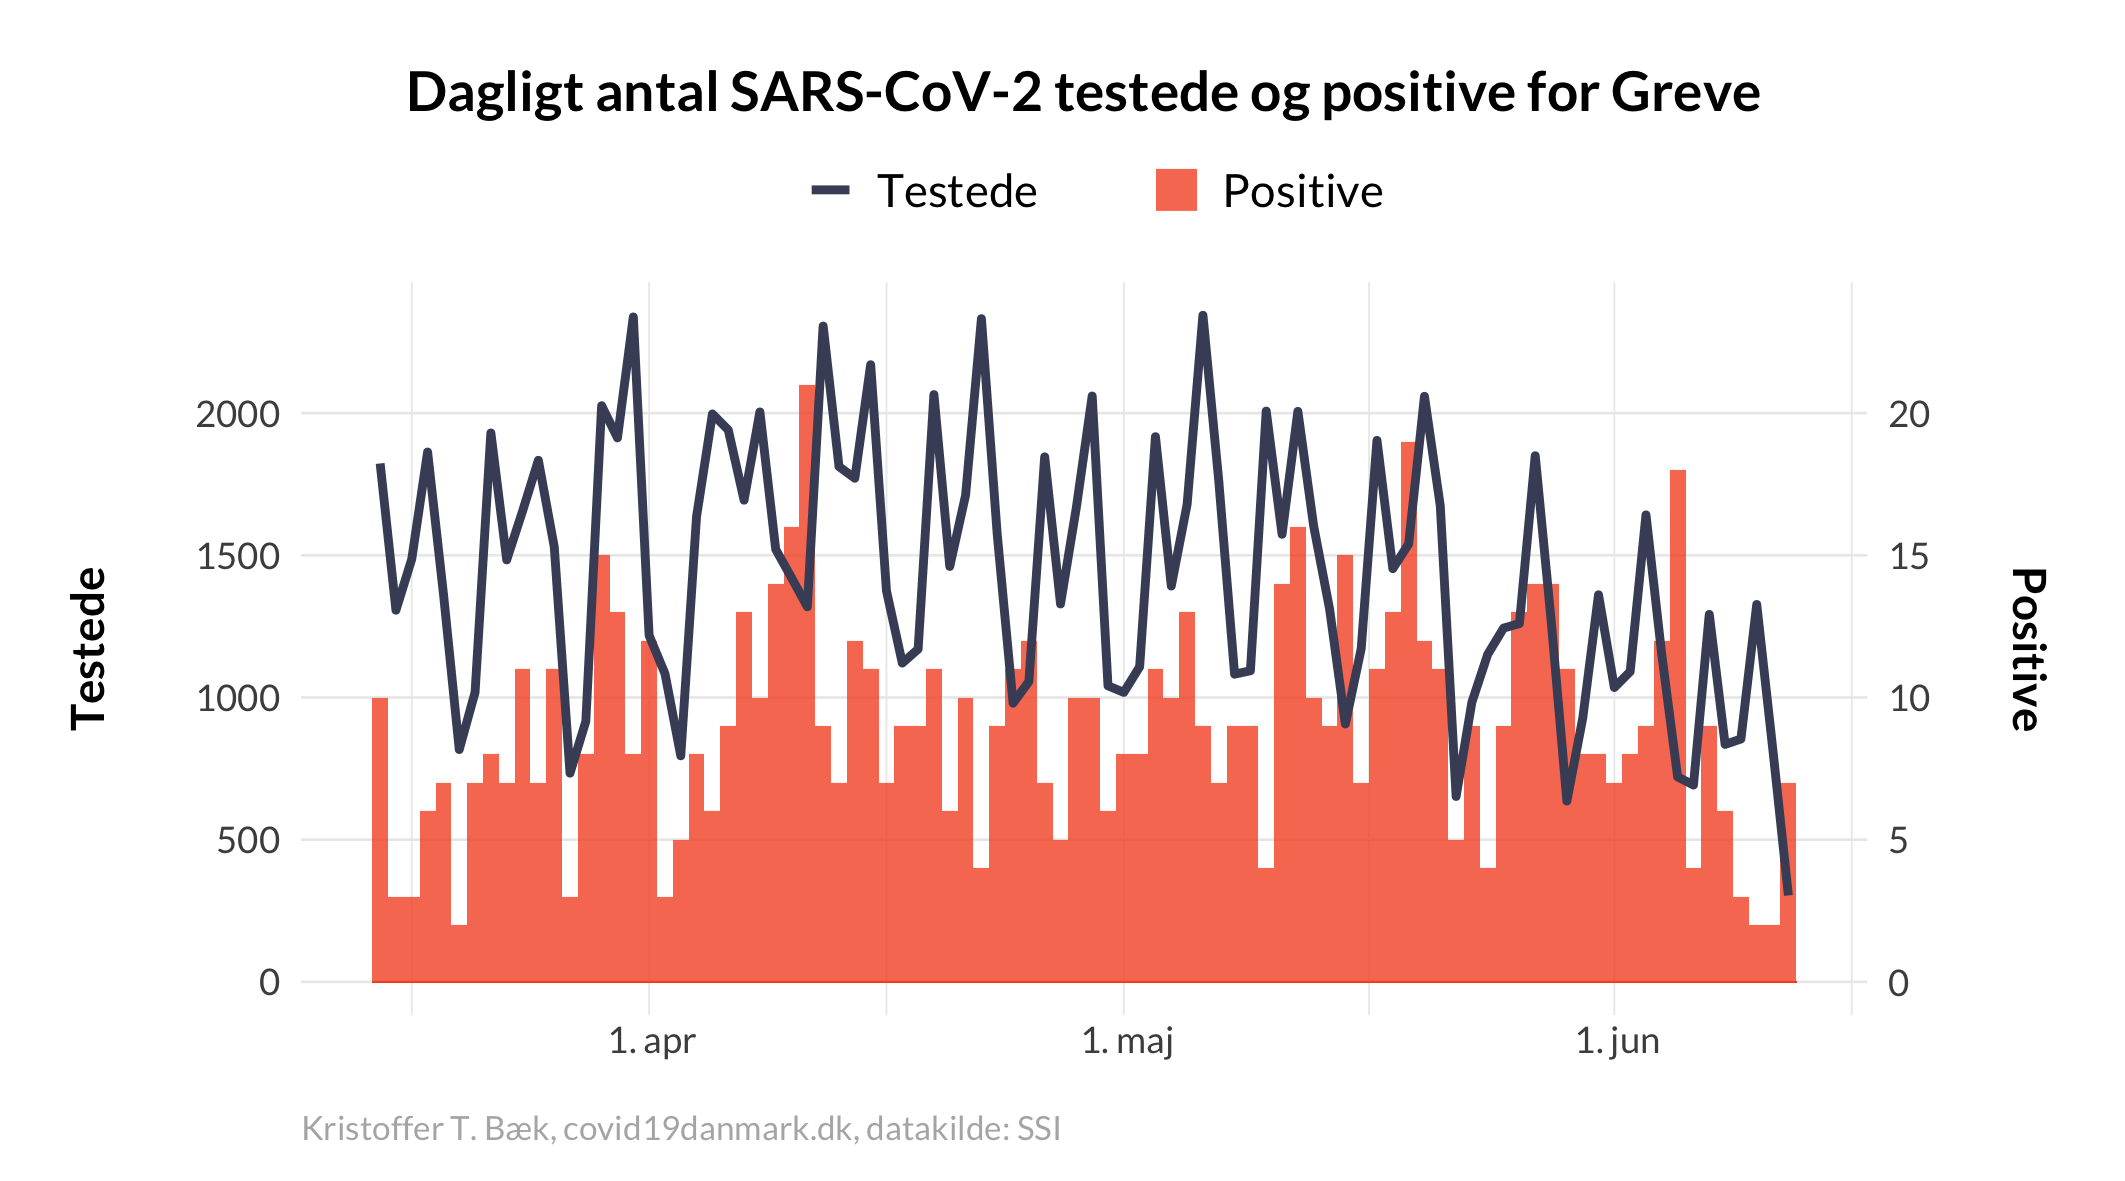 Dagligt antal SARS-CoV-2 testede og positive for Greve
Testede Positive
2000 20
1500 15
1000 10
500 5
0 0
Testede
Positive
1. apr 1. maj 1. jun
Kristoffer T. Bæk, covid19danmark.dk, datakilde: SSI